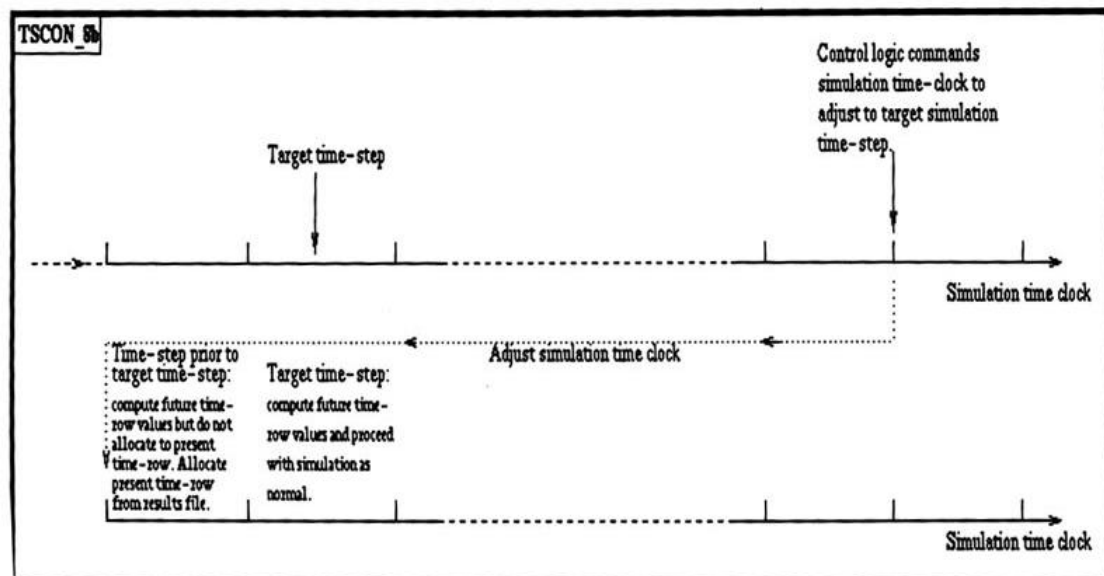 TSCON_8b
Control logic commands
simulation time-clock to
adjust to target simulation
time-step.
Target time-step
Simulation time clock
Adjust simulation time clock
Time-step prior to
target time-step:
compute future time-
row values but do not
allocate to present
time-row. Allocate
present time-row
from results file.
Target time-step:
compute future time-
row values and proceed
with simulation as
normal.
Simulation time clock